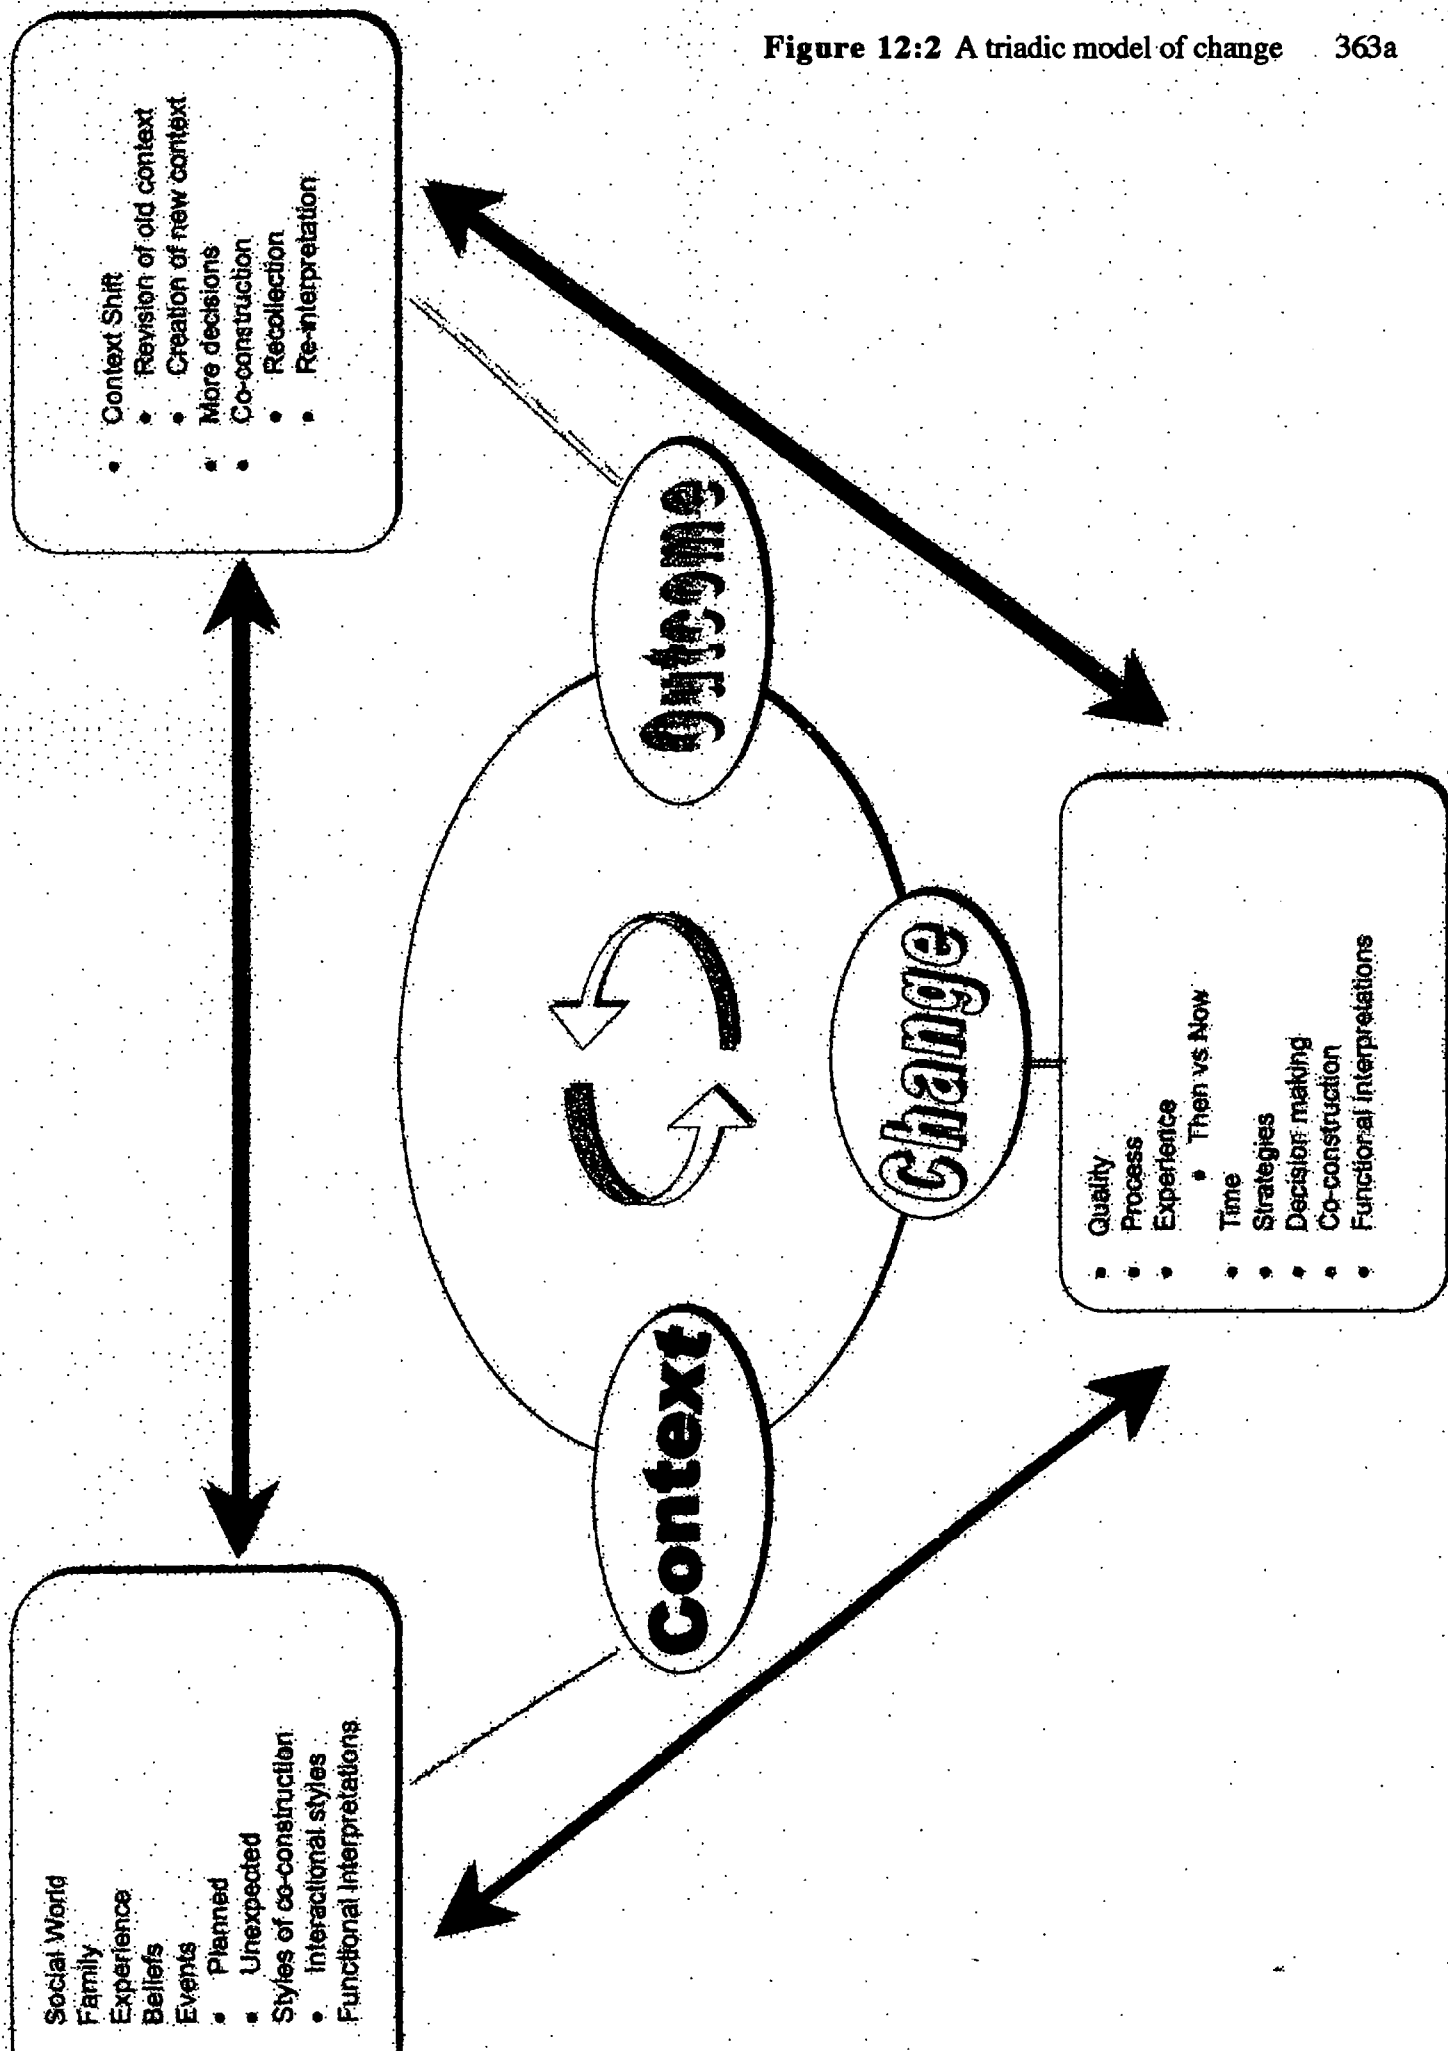 Figure 12:2 A triadic model of change 363a
Social World
Family
Experience
Beliefs
Events
• Planned
• Unexpected
Styles of co-construction
• Interactional styles
Functional Interpretations
• Context Shift
• Revision of old context
• Creation of new context
• More decisions
• Co-construction
• Recollection
• Re-interpretation
Context
Outcome
Change
• Quality
• Process
• Experience
• Then vs Now
• Time
• Strategies
• Decision making
• Co-construction
• Functional Interpretations